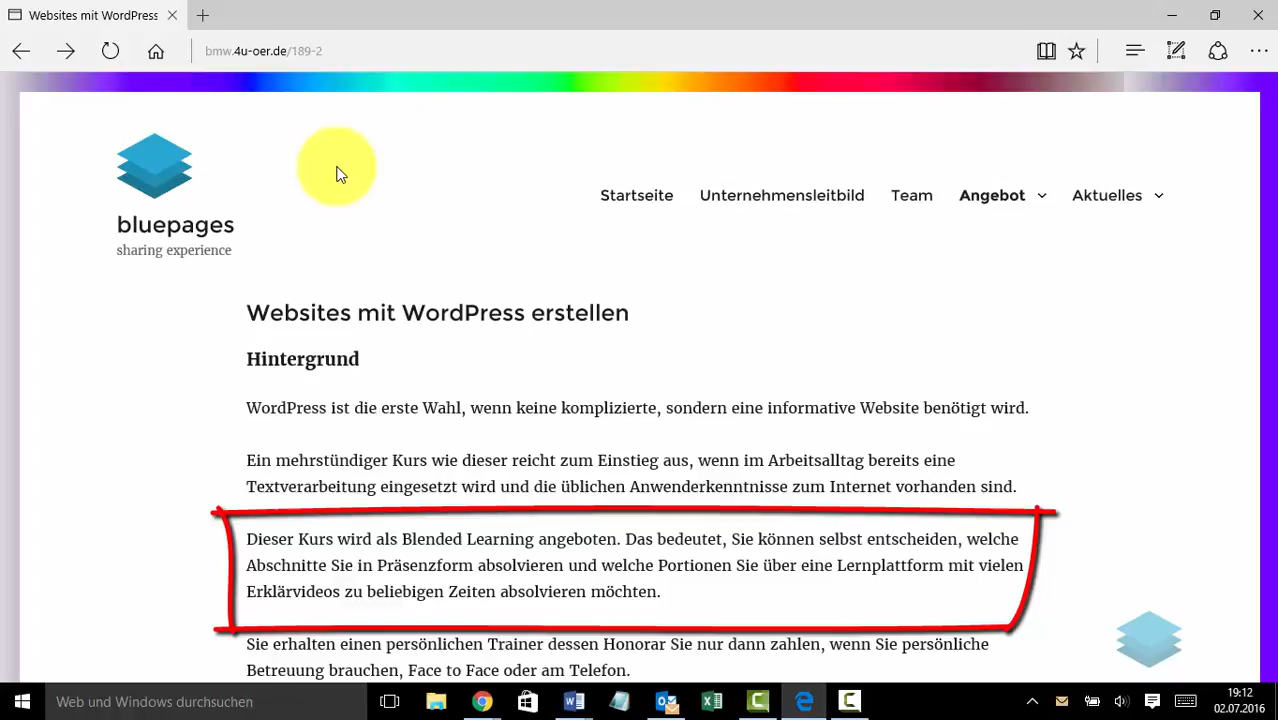 Websites mit WordPress
bmw.4u-oer.de/189-2
bluepages
sharing experience
Startseite Unternehmensleitbild Team Angebot Aktuelles
Websites mit WordPress erstellen
Hintergrund
WordPress ist die erste Wahl, wenn keine komplizierte, sondern eine informative Website benötigt wird.
Ein mehrstündiger Kurs wie dieser reicht zum Einstieg aus, wenn im Arbeitsalltag bereits eine
Textverarbeitung eingesetzt wird und die üblichen Anwenderkenntnisse zum Internet vorhanden sind.
Dieser Kurs wird als Blended Learning angeboten. Das bedeutet, Sie können selbst entscheiden, welche
Abschnitte Sie in Präsenzform absolvieren und welche Portionen Sie über eine Lernplattform mit vielen
Erklärvideos zu beliebigen Zeiten absolvieren möchten.
Sie erhalten einen persönlichen Trainer dessen Honorar Sie nur dann zahlen, wenn Sie persönliche
Betreuung brauchen, Face to Face oder am Telefon.
Web und Windows durchsuchen
19:12
02.07.2016